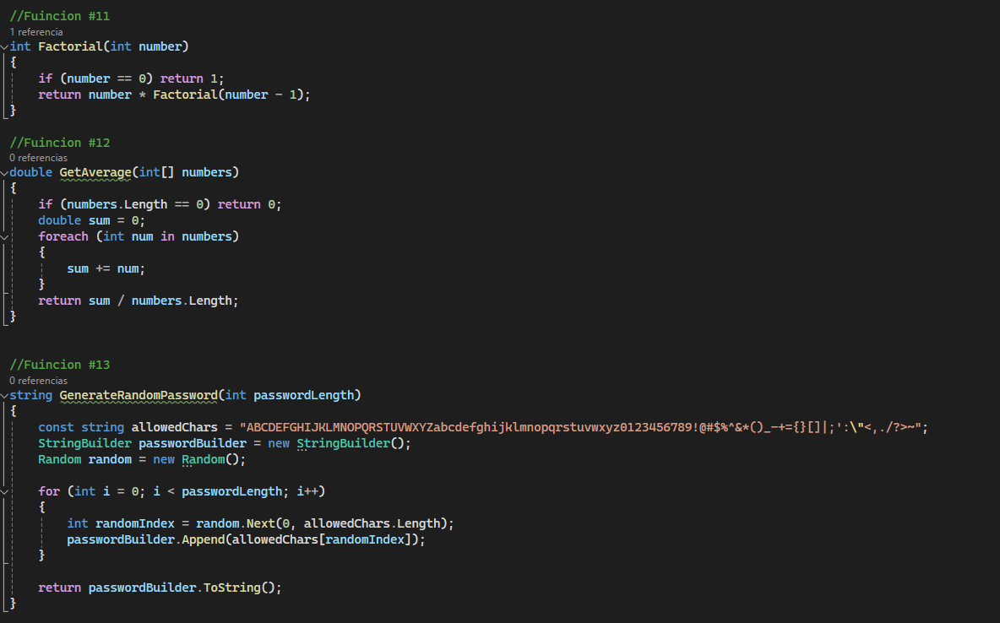 //Fuincion #11
1 referencia
int Factorial(int number)
{
if (number == 0) return 1;
return number * Factorial(number - 1);
}
//Fuincion #12
0 referencias
double GetAverage(int[] numbers)
{
if (numbers.Length == 0) return 0;
double sum = 0;
foreach (int num in numbers)
{
sum += num;
}
return sum / numbers.Length;
}
//Fuincion #13
0 referencias
string GenerateRandomPassword(int passwordLength)
{
const string allowedChars = "ABCDEFGHIJKLMNOPQRSTUVWXYZabcdefghijklmnopqrstuvwxyz0123456789!@#$%^&*()_-+={}[]|;':\"<,./?>~";
StringBuilder passwordBuilder = new StringBuilder();
Random random = new Random();
for (int i = 0; i < passwordLength; i++)
{
int randomIndex = random.Next(0, allowedChars.Length);
passwordBuilder.Append(allowedChars[randomIndex]);
}
return passwordBuilder.ToString();
}